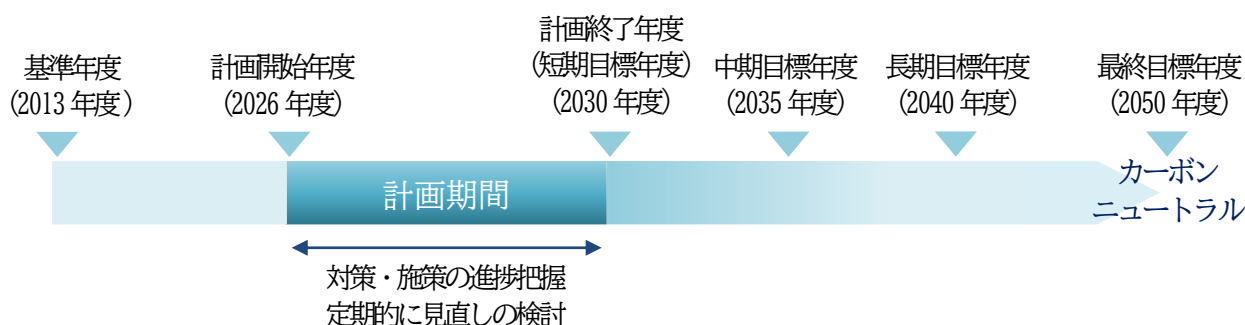 基準年度
(2013 年度)
計画開始年度
(2026 年度)
計画終了年度
(短期目標年度)
(2030 年度)
中期目標年度
(2035 年度)
長期目標年度
(2040 年度)
最終目標年度
(2050 年度)
計画期間
カーボン
ニュートラル
対策・施策の進捗把握
定期的に見直しの検討